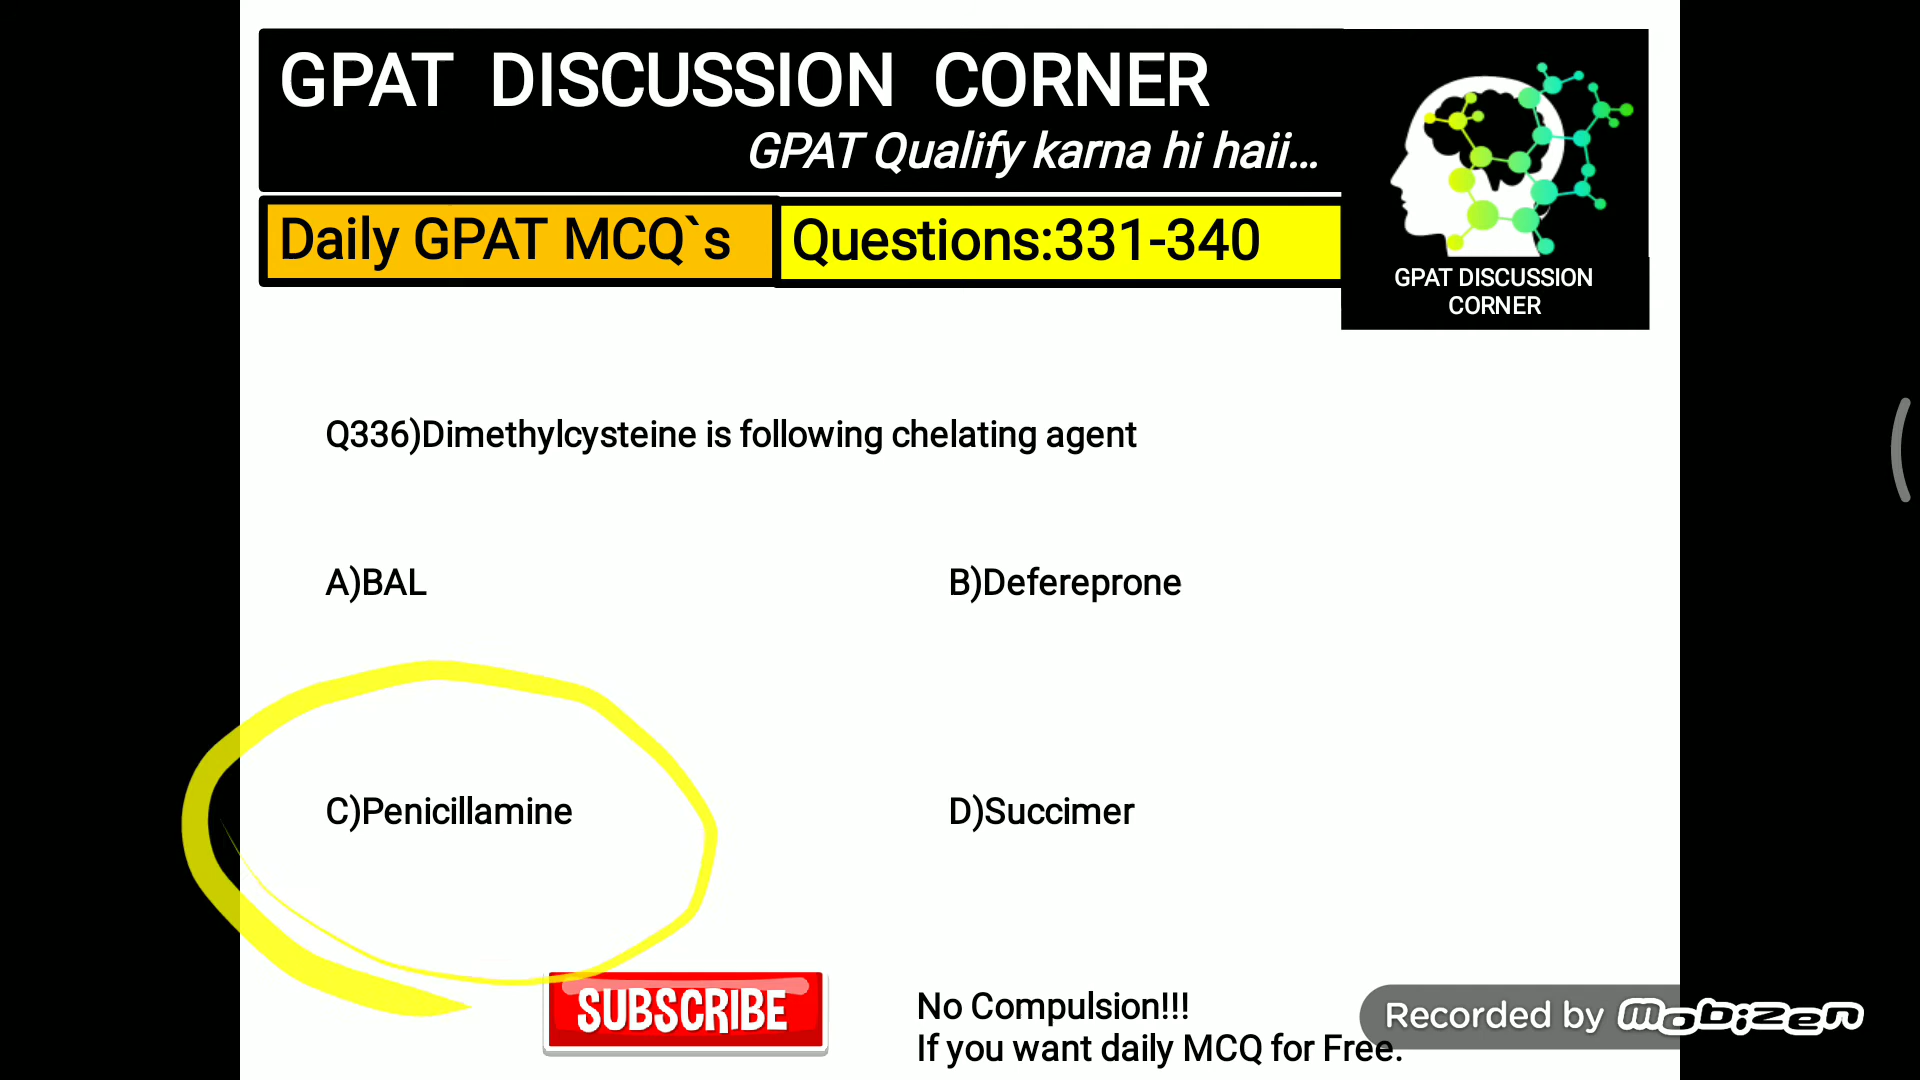 GPAT DISCUSSION CORNER
GPAT Qualify karna hi haii...
Daily GPAT MCQ`s
Questions:331-340
GPAT DISCUSSION
CORNER
Q336)Dimethylcysteine is following chelating agent
A)BAL
B)Defereprone
C)Penicillamine
D)Succimer
SUBSCRIBE
No Compulsion!!!
If you want daily MCQ for Free.
Recorded by Mobizen